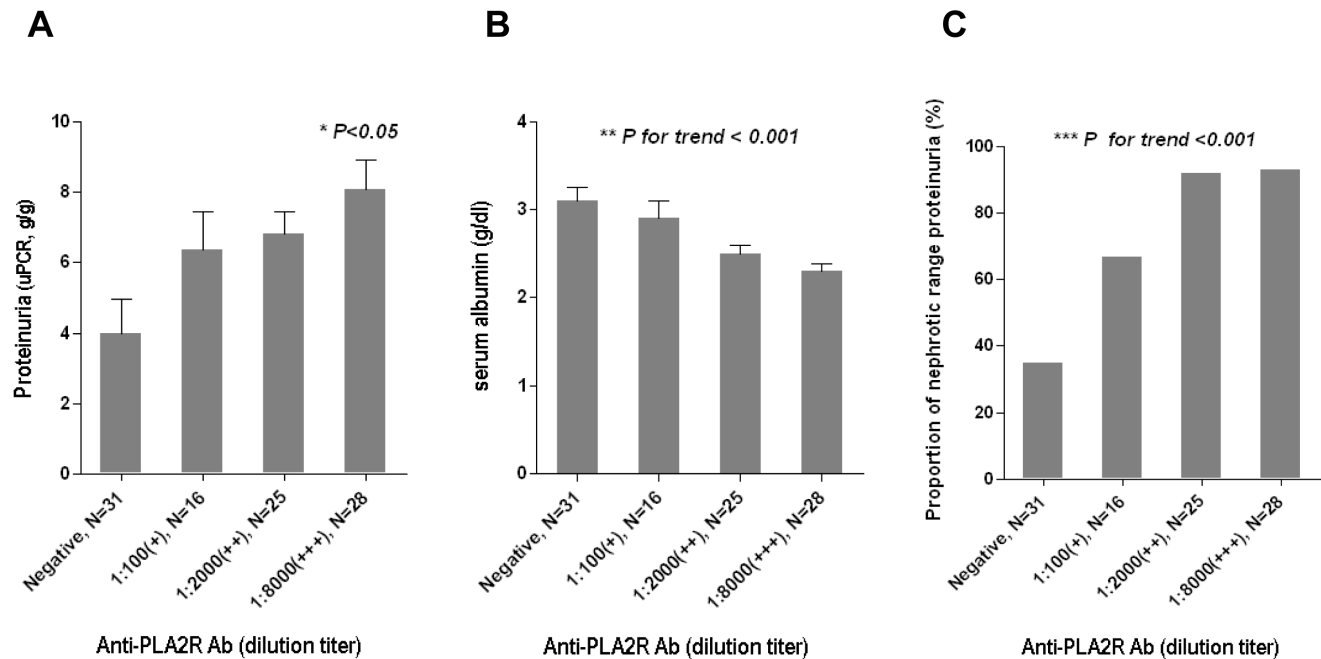 A
Proteinuria (uPCR, g/g)
10
8
6
4
2
0
* P<0.05
Negative, N=31
1:100(+), N=16
1:2000(++), N=25
1:8000(+++), N=28
Anti-PLA2R Ab (dilution titer)
B
serum albumin (g/dl)
4
3
2
1
0
** P for trend < 0.001
Negative, N=31
1:100(+), N=16
1:2000(++), N=25
1:8000(+++), N=28
Anti-PLA2R Ab (dilution titer)
C
Proportion of nephrotic range proteinuria (%)
100
80
60
40
20
0
*** P for trend <0.001
Negative, N=31
1:100(+), N=16
1:2000(++), N=25
1:8000(+++), N=28
Anti-PLA2R Ab (dilution titer)